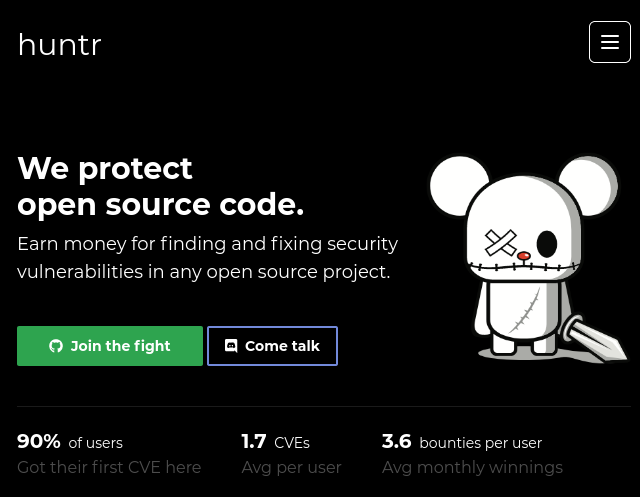 huntr
We protect
open source code.
Earn money for finding and fixing security
vulnerabilities in any open source project.
Join the fight
Come talk
90% of users
Got their first CVE here
1.7 CVEs
Avg per user
3.6 bounties per user
Avg monthly winnings